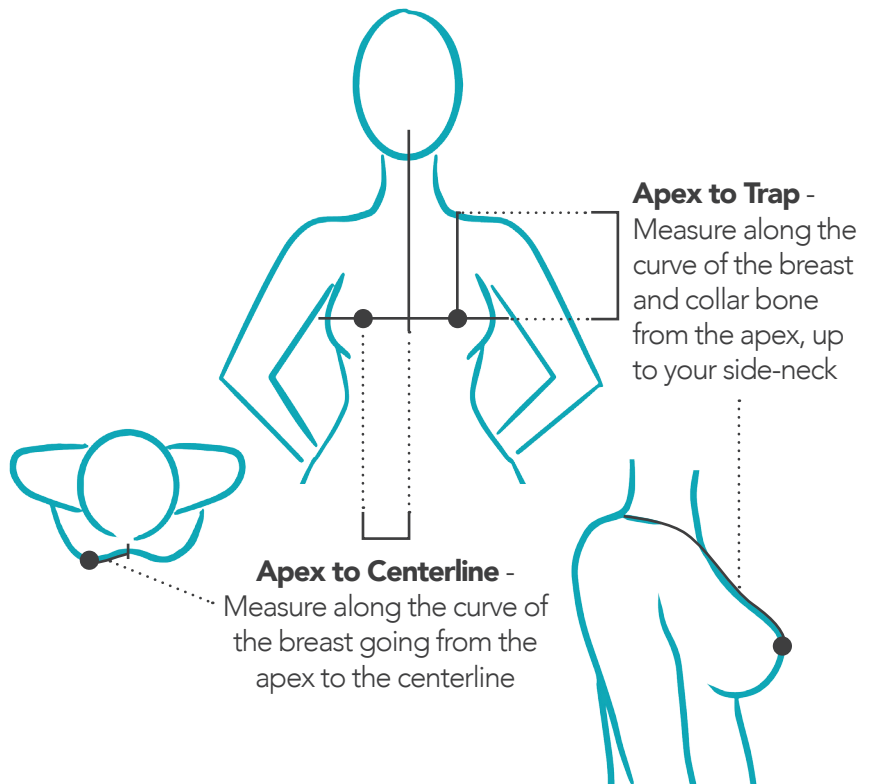 Apex to Trap -
Measure along the
curve of the breast
and collar bone
from the apex, up
to your side-neck
Apex to Centerline -
Measure along the curve of
the breast going from the
apex to the centerline